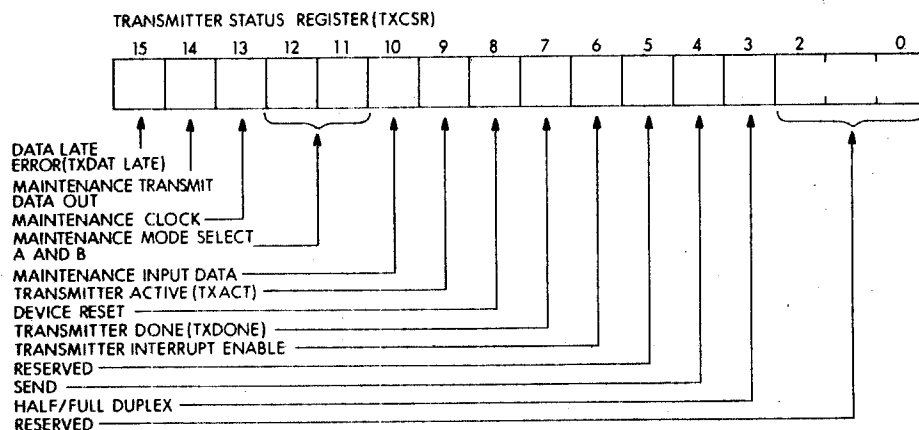 TRANSMITTER STATUS REGISTER (TXCSR)
15 14 13 12 11 10 9 8 7 6 5 4 3 2 0
DATA LATE
ERROR(TXDAT LATE)
MAINTENANCE TRANSMIT
DATA OUT
MAINTENANCE CLOCK
MAINTENANCE MODE SELECT
A AND B
MAINTENANCE INPUT DATA
TRANSMITTER ACTIVE (TXACT)
DEVICE RESET
TRANSMITTER DONE (TXDONE)
TRANSMITTER INTERRUPT ENABLE
RESERVED
SEND
HALF/FULL DUPLEX
RESERVED